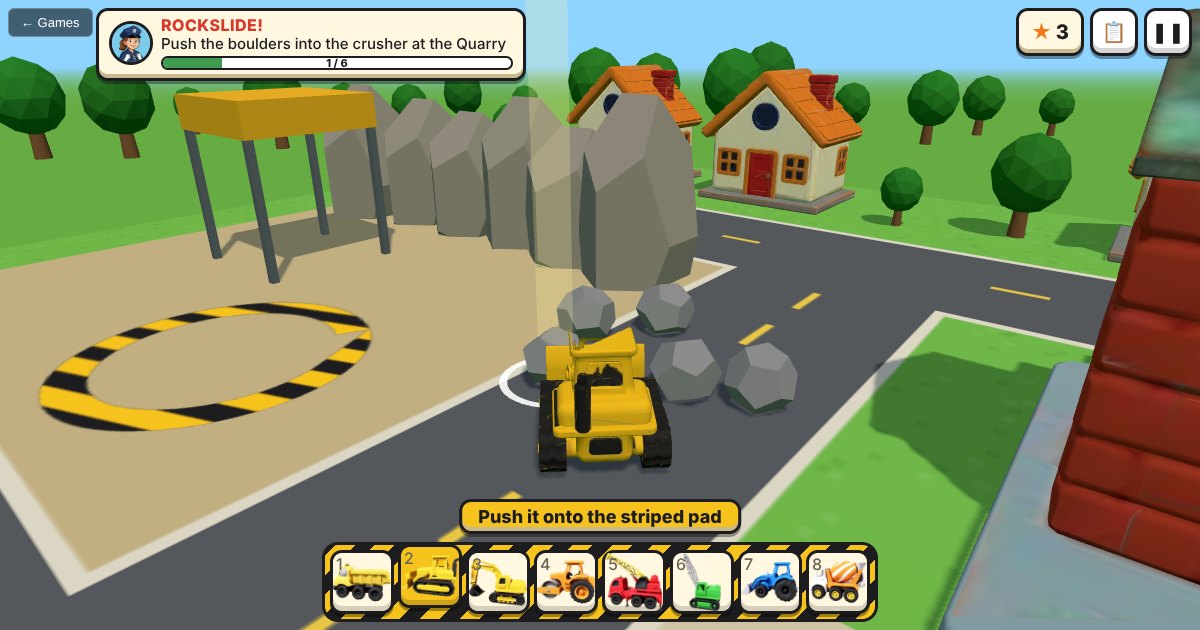 ← Games
ROCKSLIDE!
Push the boulders into the crusher at the Quarry
1 / 6
★ 3
Push it onto the striped pad
1 2 3 4 5 6 7 8